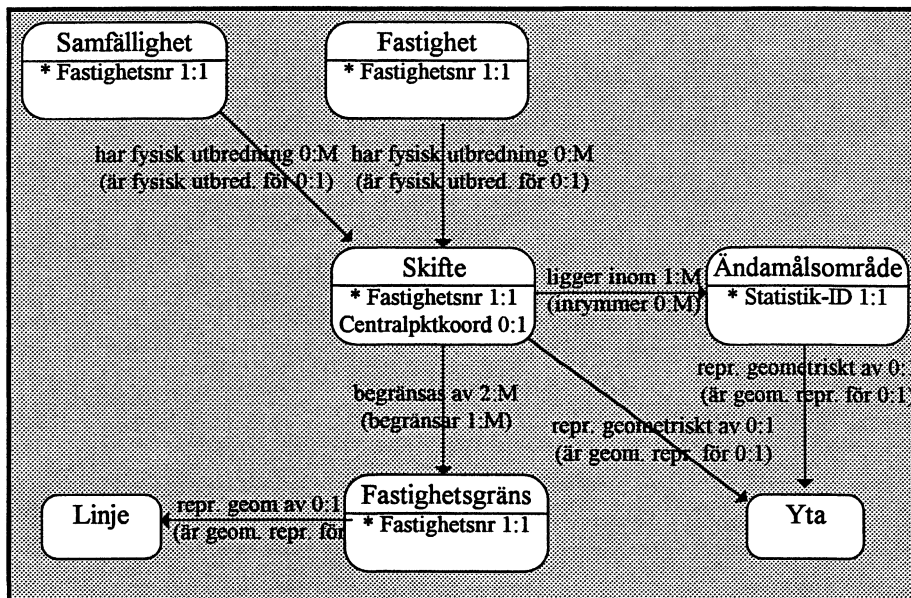 Samfällighet
* Fastighetsnr 1:1
Fastighet
* Fastighetsnr 1:1
har fysisk utbredning 0:M
(är fysisk utbred. för 0:1)
har fysisk utbredning 0:M
(är fysisk utbred. för 0:1)
Skifte
* Fastighetsnr 1:1
Centralpktkoord 0:1
ligger inom 1:M
(inrymmer 0:M)
Ändamålsområde
* Statistik-ID 1:1
begränsas av 2:M
(begränsar 1:M)
repr. geometriskt av 0:1
(är geom. repr. för 0:1)
repr. geometriskt av 0:
(är geom. repr. för 0:1)
Linje
repr. geom av 0:1
(är geom. repr. för
Fastighetsgräns
* Fastighetsnr 1:1
Yta